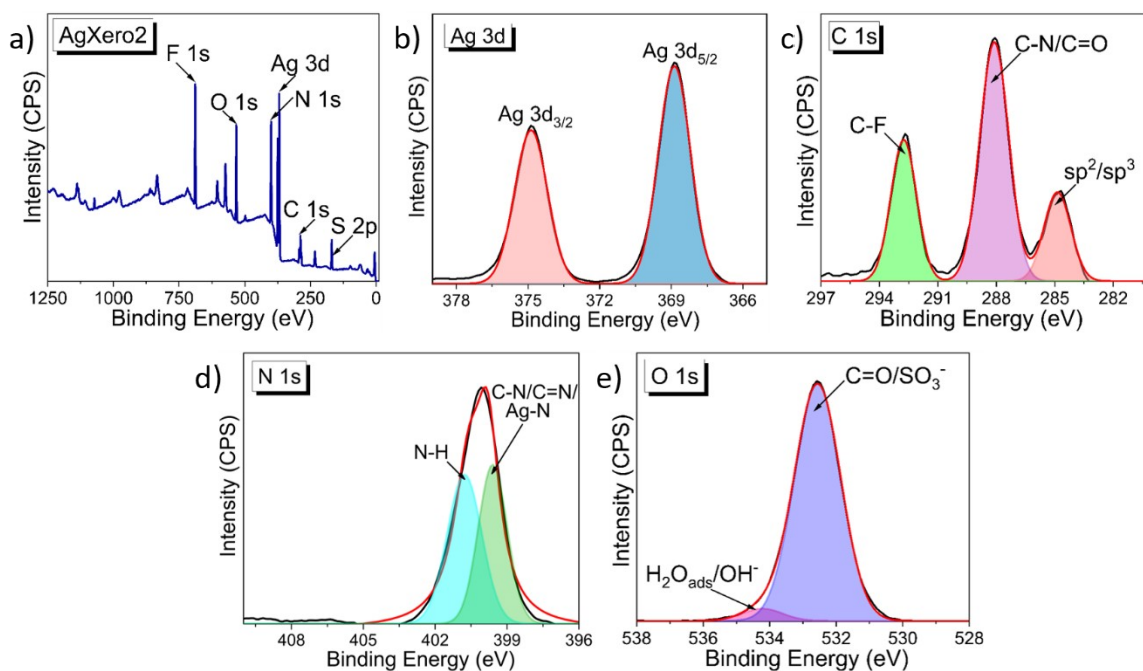 a)
AgXero2
F 1s
Ag 3d
O 1s
N 1s
C 1s
S 2p
Intensity (CPS)
1250 1000 750 500 250 0
Binding Energy (eV)
b)
Ag 3d
Ag 3d5/2
Ag 3d3/2
Intensity (CPS)
378 375 372 369 366
Binding Energy (eV)
c)
C 1s
C-N/C=O
C-F
sp²/sp³
Intensity (CPS)
297 294 291 288 285 282
Binding Energy (eV)
d)
N 1s
C-N/C=N/
Ag-N
N-H
Intensity (CPS)
408 405 402 399 396
Binding Energy (eV)
e)
O 1s
C=O/SO₃⁻
H₂Oads/OH⁻
Intensity (CPS)
538 536 534 532 530 528
Binding Energy (eV)